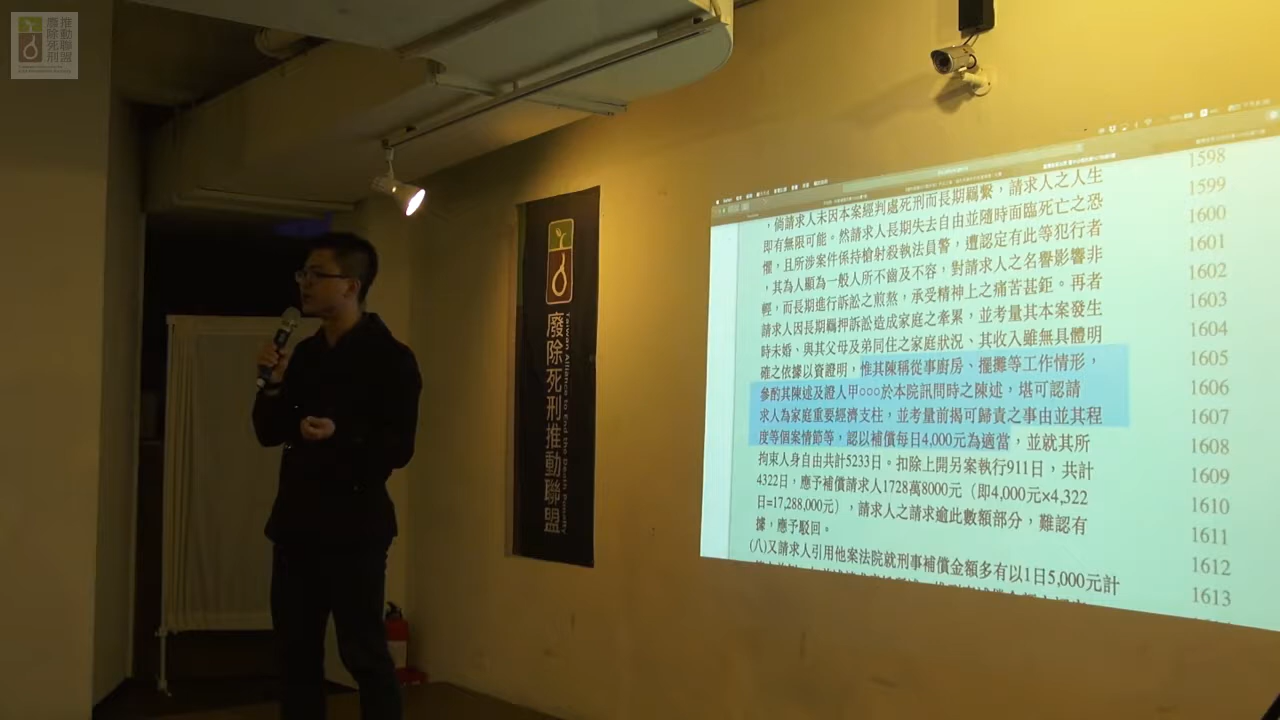 推動聯盟
廢除死刑
廢除死刑推動聯盟
Taiwan Alliance to End the Death Penalty
，倘請求人未因本案經判處死刑而長期羈繫，請求人之人生
即有無限可能。然請求人長期失去自由並隨時面臨死亡之恐
懼，且所涉案件係持槍射殺執法員警，遭認定有此等犯行者
，其為人顯為一般人所不齒及不容，對請求人之名譽影響非
輕，而長期進行訴訟之煎熬，承受精神上之痛苦甚鉅。再者
請求人因長期羈押訴訟造成家庭之牽累，並考量其本案發生
時未婚、與其父母及弟同住之家庭狀況、其收入雖無具體明
確之依據以資證明，惟其陳稱從事廚房、擺攤等工作情形，
參酌其陳述及證人甲○○○於本院訊問時之陳述，堪可認請
求人為家庭重要經濟支柱，並考量前揭可歸責之事由並其程
度等個案情節等，認以補償每日4,000元為適當，並就其所
拘束人身自由共計5233日。扣除上開另案執行911日，共計
4322日，應予補償請求人1728萬8000元（即4,000元×4,322
日=17,288,000元），請求人之請求逾此數額部分，難認有
據，應予駁回。
(八)又請求人引用他案法院就刑事補償金額多有以1日5,000元計
1598
1599
1600
1601
1602
1603
1604
1605
1606
1607
1608
1609
1610
1611
1612
1613